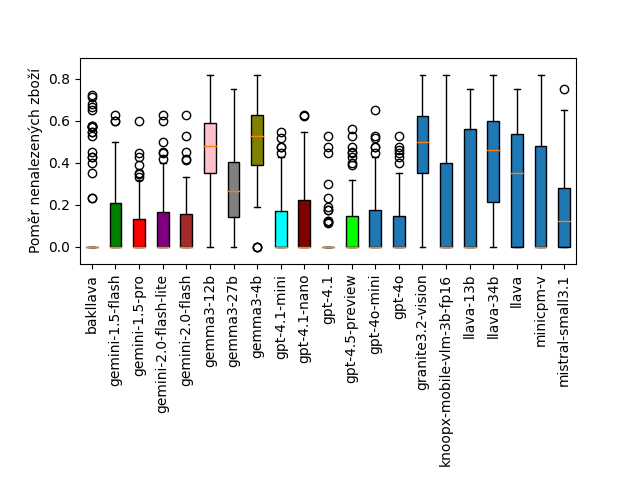 Poměr nenalezených zboží
0.8
0.6
0.4
0.2
0.0
bakllava
gemini-1.5-flash
gemini-1.5-pro
gemini-2.0-flash-lite
gemini-2.0-flash
gemma3-12b
gemma3-27b
gemma3-4b
gpt-4.1-mini
gpt-4.1-nano
gpt-4.1
gpt-4.5-preview
gpt-4o-mini
gpt-4o
granite3.2-vision
knoopx-mobile-vlm-3b-fp16
llava-13b
llava-34b
llava
minicpm-v
mistral-small3.1